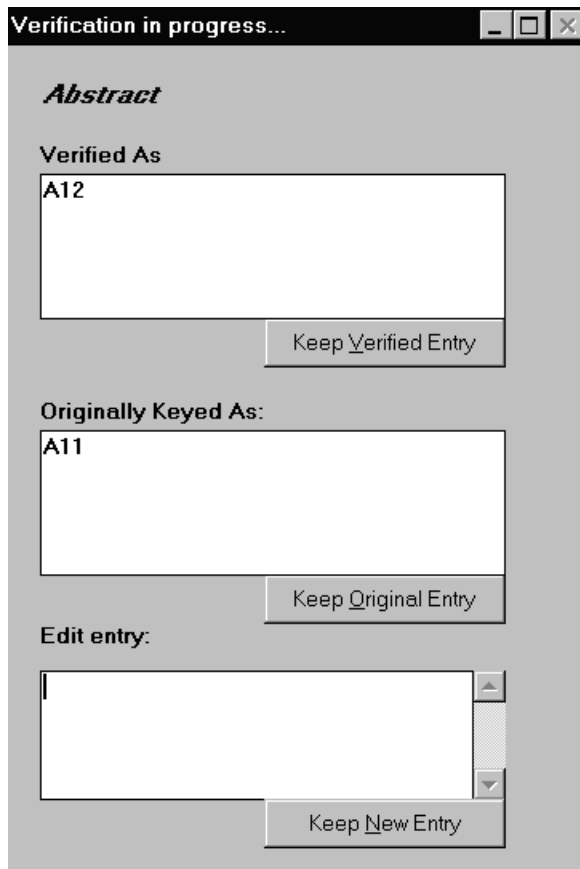 Verification in progress...
Abstract
Verified As
A12
Keep Verified Entry
Originally Keyed As:
A11
Keep Original Entry
Edit entry:
Keep New Entry